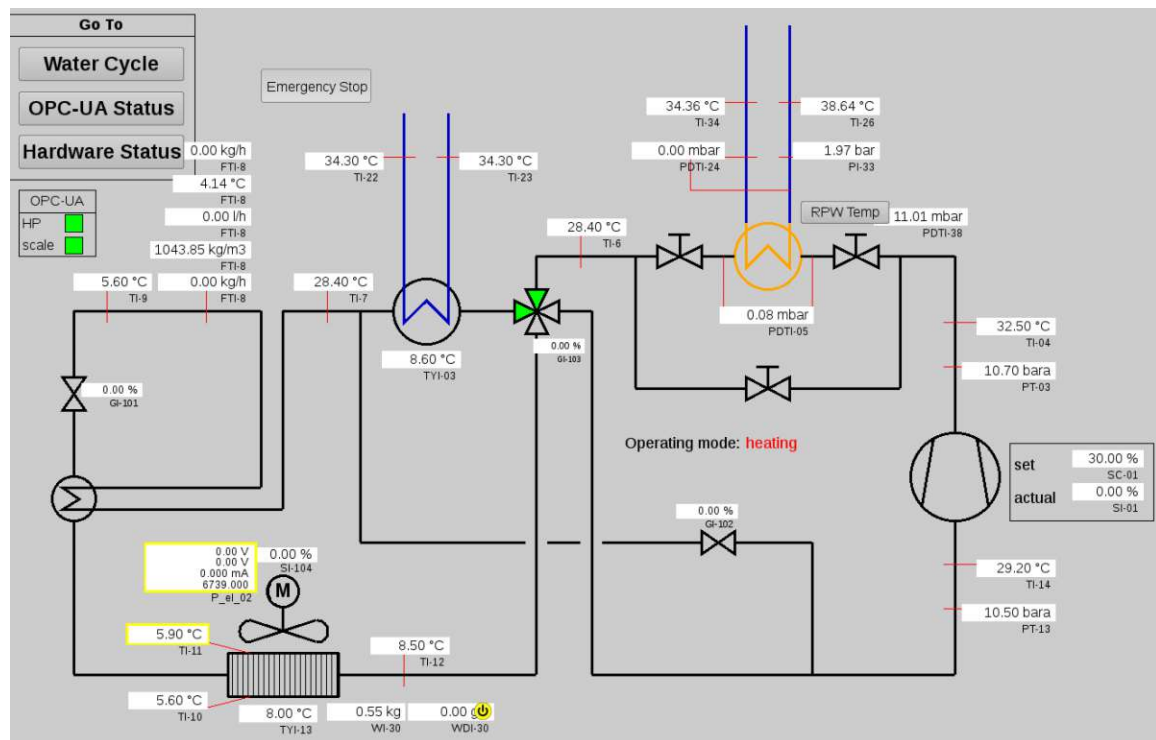 Go To
Water Cycle
OPC-UA Status
Hardware Status
OPC-UA
HP
scale
Emergency Stop
0.00 kg/h
FTI-8
4.14 °C
FTI-8
0.00 l/h
FTI-8
1043.85 kg/m3
FTI-8
0.00 kg/h
FTI-8
5.60 °C
TI-9
28.40 °C
TI-7
34.30 °C
TI-22
34.30 °C
TI-23
8.60 °C
TYI-03
0.00 %
GI-103
28.40 °C
TI-6
34.36 °C
TI-34
38.64 °C
TI-26
0.00 mbar
PDTI-24
1.97 bar
PI-33
RPW Temp
11.01 mbar
PDTI-38
0.08 mbar
PDTI-05
32.50 °C
TI-04
10.70 bara
PT-03
0.00 %
GI-101
Operating mode: heating
set
30.00 %
SC-01
actual
0.00 %
SI-01
0.00 %
GI-102
29.20 °C
TI-14
10.50 bara
PT-13
0.00 V
0.00 V
0.000 mA
6739.000
P_el_02
0.00 %
SI-104
M
5.90 °C
TI-11
8.50 °C
TI-12
5.60 °C
TI-10
8.00 °C
TYI-13
0.55 kg
WI-30
0.00
WDI-30